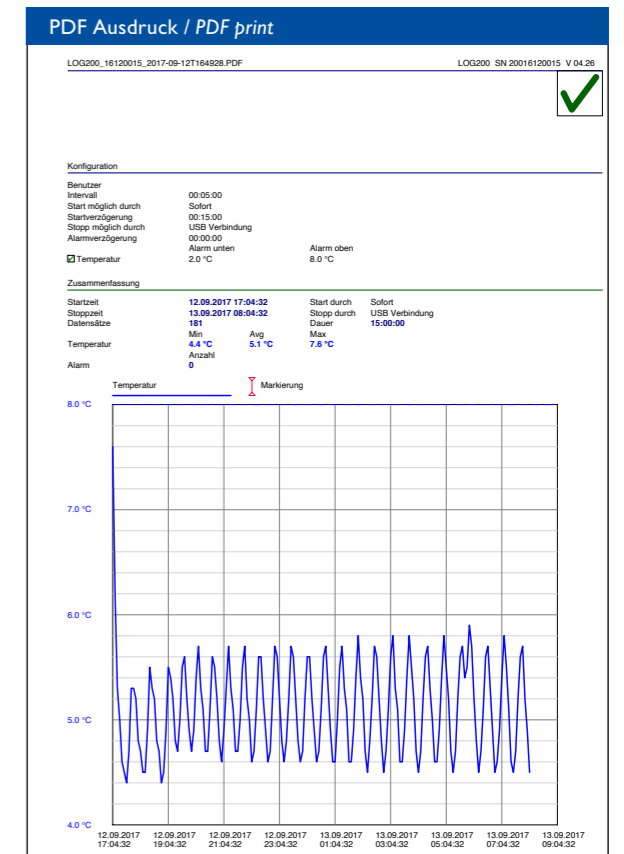 PDF Ausdruck / PDF print
LOG200_16120015_2017-09-12T164928.PDF LOG200 SN 20016120015 V 04.26
Konfiguration
Benutzer
Intervall 00:05:00
Start möglich durch Sofort
Startverzögerung 00:15:00
Stopp möglich durch USB Verbindung
Alarmverzögerung 00:00:00
Alarm unten Alarm oben
Temperatur 2.0 °C 8.0 °C
Zusammenfassung
Startzeit 12.09.2017 17:04:32 Start durch Sofort
Stoppzeit 13.09.2017 08:04:32 Stopp durch USB Verbindung
Datensätze 181 Dauer 15:00:00
Min Avg Max
Temperatur 4.4 °C 5.1 °C 7.6 °C
Anzahl
Alarm 0
Temperatur Markierung
8.0 °C
7.0 °C
6.0 °C
5.0 °C
4.0 °C
12.09.2017 12.09.2017 12.09.2017 12.09.2017 13.09.2017 13.09.2017 13.09.2017 13.09.2017 13.09.2017
17:04:32 19:04:32 21:04:32 23:04:32 01:04:32 03:04:32 05:04:32 07:04:32 09:04:32